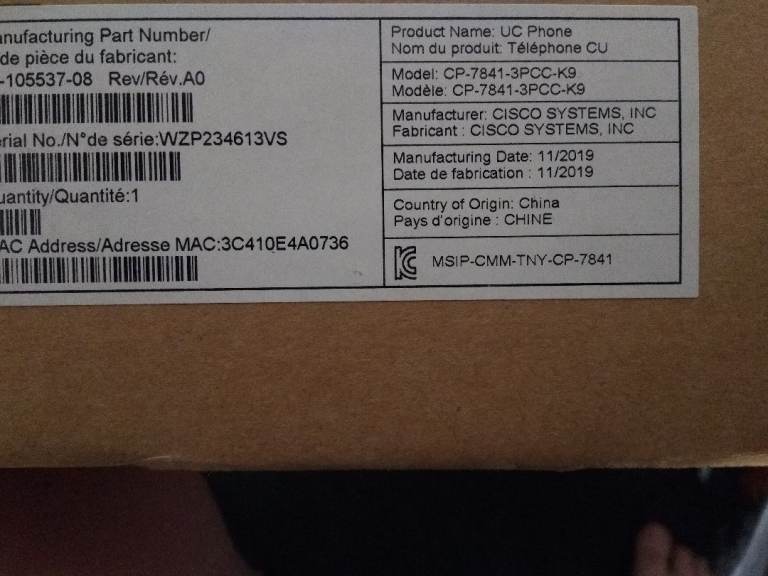 anufacturing Part Number/
de pièce du fabricant:
-105537-08 Rev/Rév.A0
erial No./N°de série:WZP234613VS
uantity/Quantité:1
AC Address/Adresse MAC:3C410E4A0736
Product Name: UC Phone
Nom du produit: Téléphone CU
Model: CP-7841-3PCC-K9
Modèle: CP-7841-3PCC-K9
Manufacturer: CISCO SYSTEMS, INC
Fabricant : CISCO SYSTEMS, INC
Manufacturing Date: 11/2019
Date de fabrication : 11/2019
Country of Origin: China
Pays d'origine : CHINE
MSIP-CMM-TNY-CP-7841